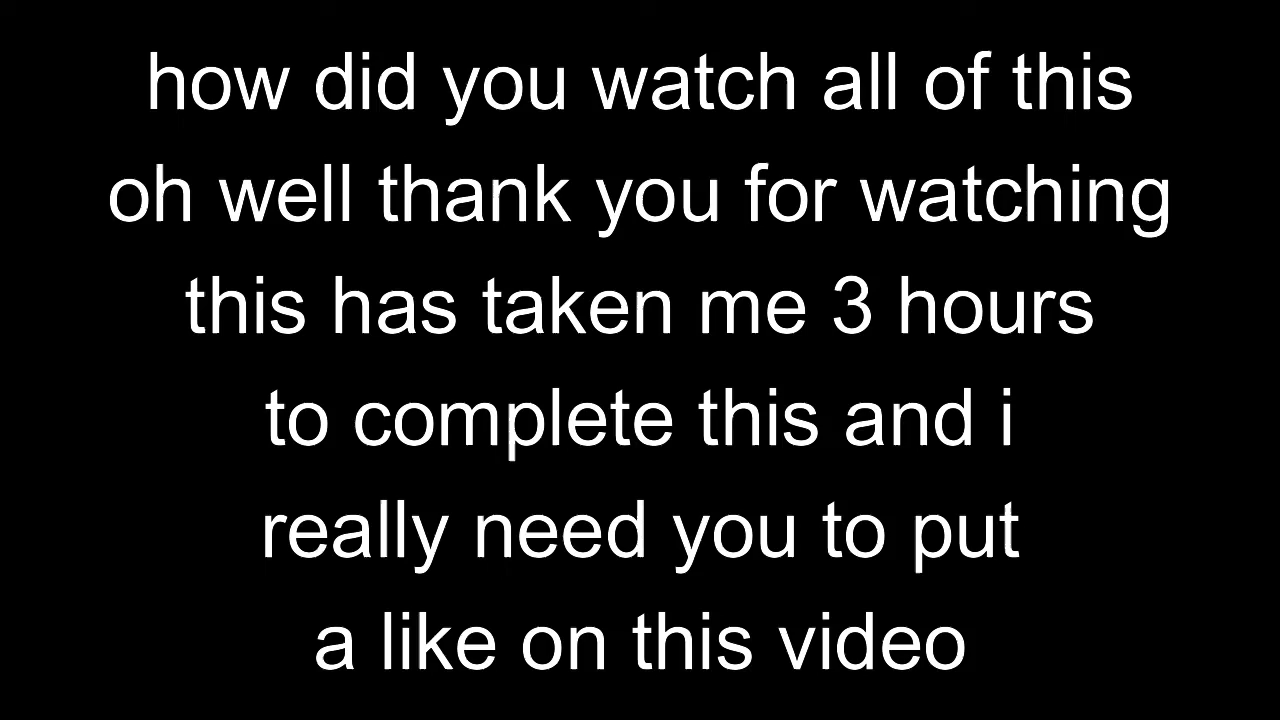 how did you watch all of this
oh well thank you for watching
this has taken me 3 hours
to complete this and i
really need you to put
a like on this video